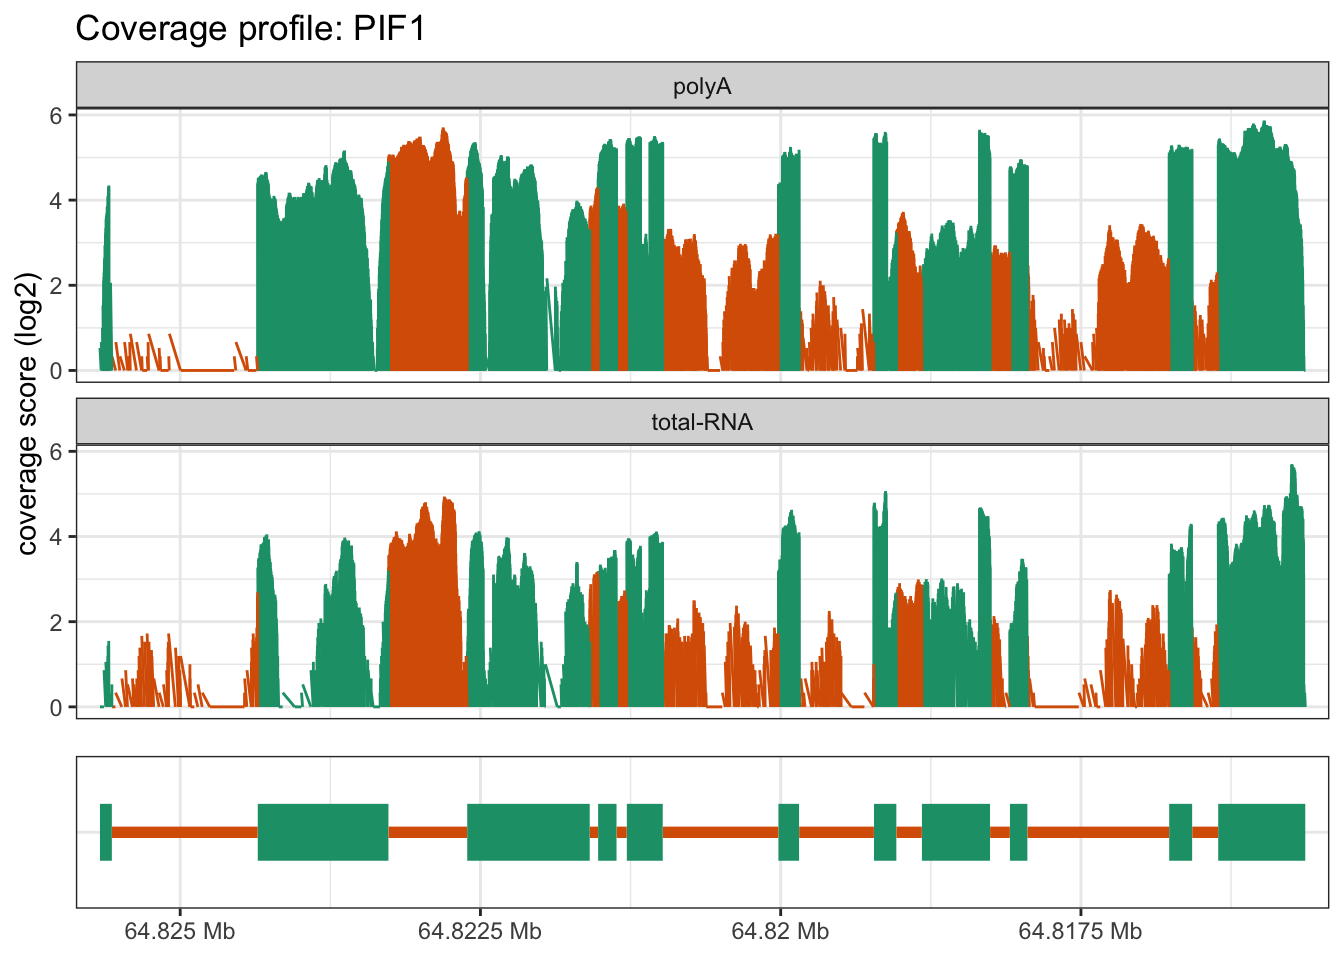 Coverage profile: PIF1
polyA
6
4
2
0
total-RNA
6
4
2
0
coverage score (log2)
64.825 Mb
64.8225 Mb
64.82 Mb
64.8175 Mb